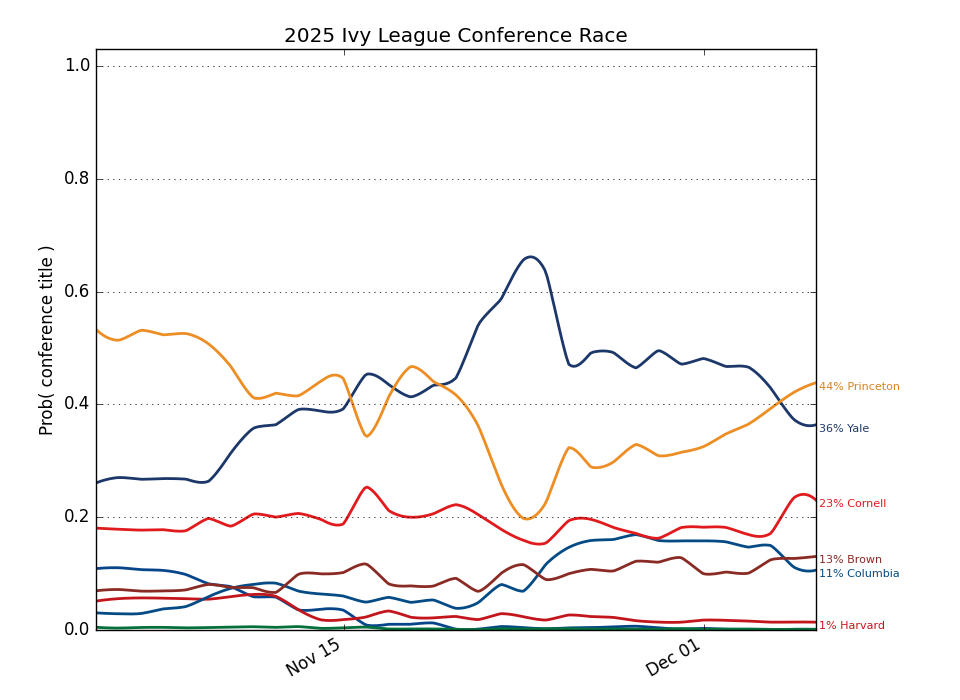 2025 Ivy League Conference Race
Prob( conference title )
1.0
0.8
0.6
0.4
0.2
0.0
Nov 15
Dec 01
44% Princeton
36% Yale
23% Cornell
13% Brown
11% Columbia
1% Harvard